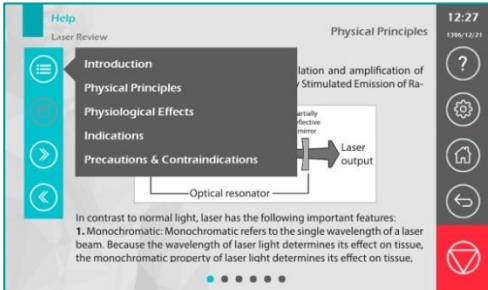 Help
Laser Review
Physical Principles
12:27
1396/12/21
Introduction
Physical Principles
Physiological Effects
Indications
Precautions & Contraindications
lation and amplification of
y Stimulated Emission of Ra-
artially
flective
mirror
Laser
output
Optical resonator
In contrast to normal light, laser has the following important features:
1. Monochromatic: Monochromatic refers to the single wavelength of a laser
beam. Because the wavelength of laser light determines its effect on tissue,
the monochromatic property of laser light determines its effect on tissue,